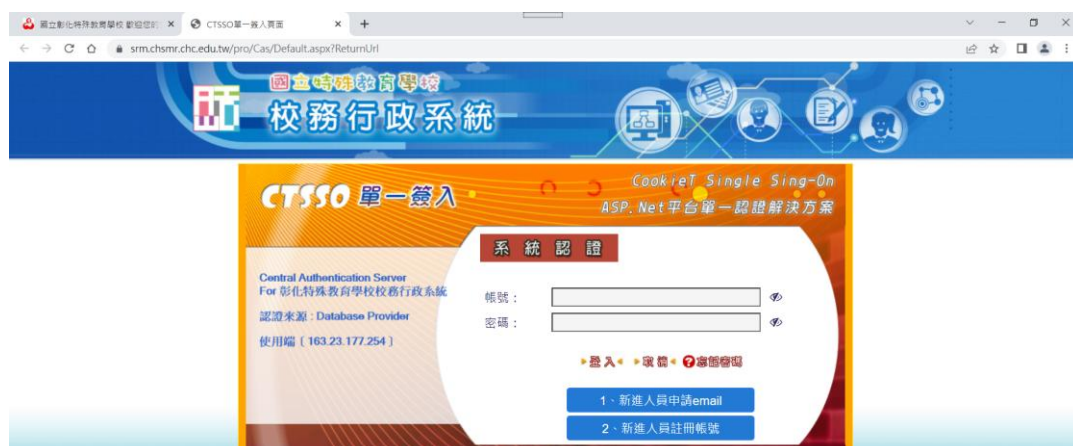 國立彰化特殊教育學校 歡迎您的
CTSSO單一簽入頁面
srm.chsmr.chc.edu.tw/pro/Cas/Default.aspx?ReturnUrl
國立特殊教育學校
校務行政系統
CTSSO 單一簽入
CookieT Single Sing-On
ASP.Net平台單一認證解決方案
系統認證
Central Authentication Server
For 彰化特殊教育學校校務行政系統
認證來源 : Database Provider
使用端 ( 163.23.177.254 )
帳號 :
密碼 :
登入 取消 ?忘記密碼
1、新進人員申請email
2、新進人員註冊帳號